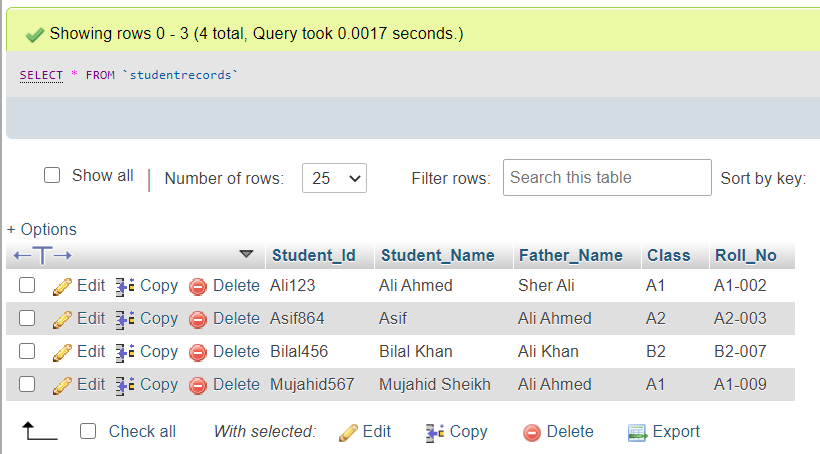 Showing rows 0 - 3 (4 total, Query took 0.0017 seconds.)
SELECT * FROM `studentrecords`
Show all | Number of rows: 25 Filter rows: Search this table Sort by key:
+ Options
←T→ Student_Id Student_Name Father_Name Class Roll_No
Edit Copy Delete Ali123 Ali Ahmed Sher Ali A1 A1-002
Edit Copy Delete Asif864 Asif Ali Ahmed A2 A2-003
Edit Copy Delete Bilal456 Bilal Khan Ali Khan B2 B2-007
Edit Copy Delete Mujahid567 Mujahid Sheikh Ali Ahmed A1 A1-009
Check all With selected: Edit Copy Delete Export